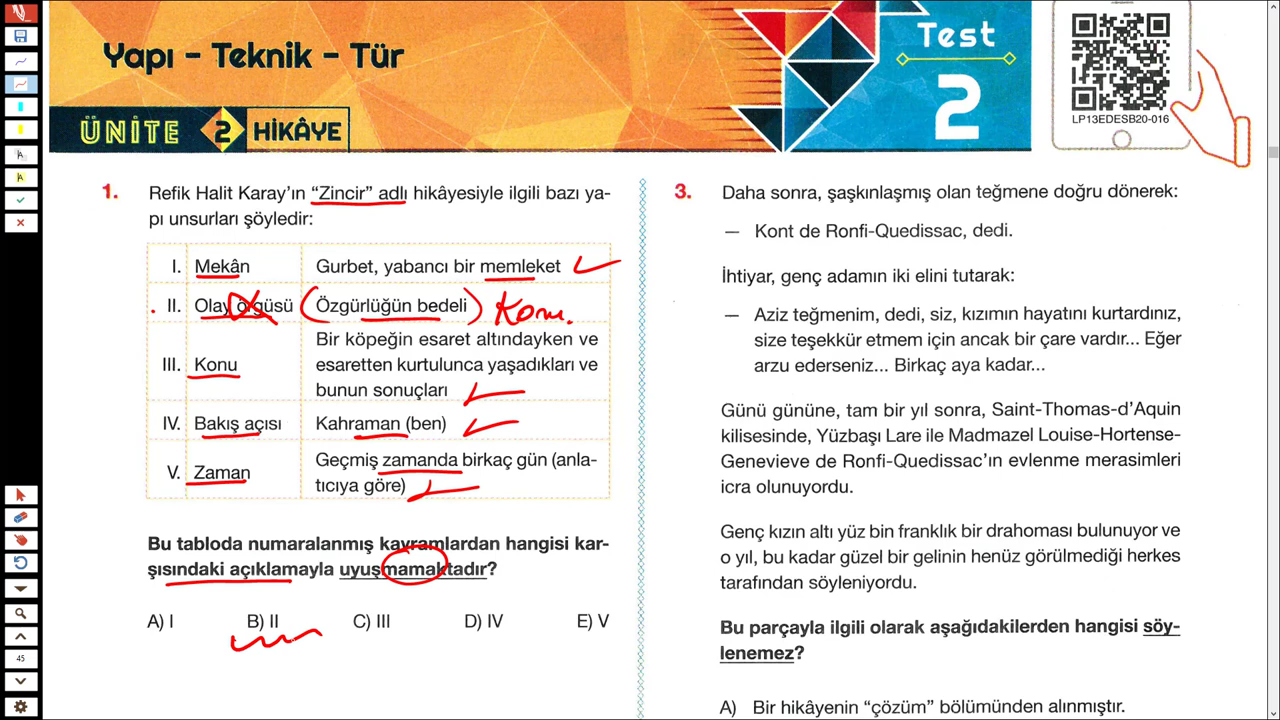 Yapı – Teknik – Tür
ÜNİTE 2 HİKÂYE
Test
2
LP13EDESB20-016
1. Refik Halit Karay'ın “Zincir” adlı hikâyesiyle ilgili bazı ya-
pı unsurları şöyledir:
I. Mekân Gurbet, yabancı bir memleket
II. Olay örgüsü Özgürlüğün bedeli Konu.
III. Konu Bir köpeğin esaret altındayken ve
esaretten kurtulunca yaşadıkları ve
bunun sonuçları
IV. Bakış açısı Kahraman (ben)
V. Zaman Geçmiş zamanda birkaç gün (anla-
tıcıya göre)
Bu tabloda numaralanmış kavramlardan hangisi kar-
şısındaki açıklamayla uyuşmamaktadır?
A) I B) II C) III D) IV E) V
3. Daha sonra, şaşkınlaşmış olan teğmene doğru dönerek:
— Kont de Ronfi-Quedissac, dedi.
İhtiyar, genç adamın iki elini tutarak:
— Aziz teğmenim, dedi, siz, kızımın hayatını kurtardınız,
size teşekkür etmem için ancak bir çare vardır... Eğer
arzu ederseniz... Birkaç aya kadar...
Günü gününe, tam bir yıl sonra, Saint-Thomas-d’Aquin
kilisesinde, Yüzbaşı Lare ile Madmazel Louise-Hortense-
Genevieve de Ronfi-Quedissac’ın evlenme merasimleri
icra olunuyordu.
Genç kızın altı yüz bin franklık bir drahoması bulunuyor ve
o yıl, bu kadar güzel bir gelinin henüz görülmediği herkes
tarafından söyleniyordu.
Bu parçayla ilgili olarak aşağıdakilerden hangisi söy-
lenemez?
A) Bir hikâyenin “çözüm” bölümünden alınmıştır.
45